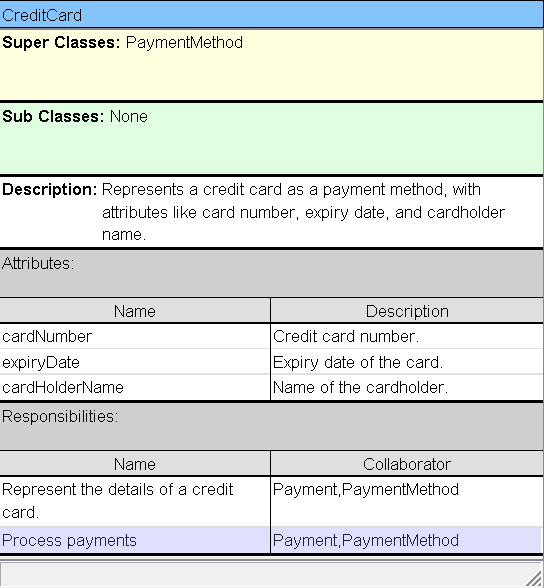 CreditCard
Super Classes: PaymentMethod
Sub Classes: None
Description: Represents a credit card as a payment method, with
attributes like card number, expiry date, and cardholder
name.
Attributes:
Name Description
cardNumber Credit card number.
expiryDate Expiry date of the card.
cardHolderName Name of the cardholder.
Responsibilities:
Name Collaborator
Represent the details of a credit Payment,PaymentMethod
card.
Process payments Payment,PaymentMethod